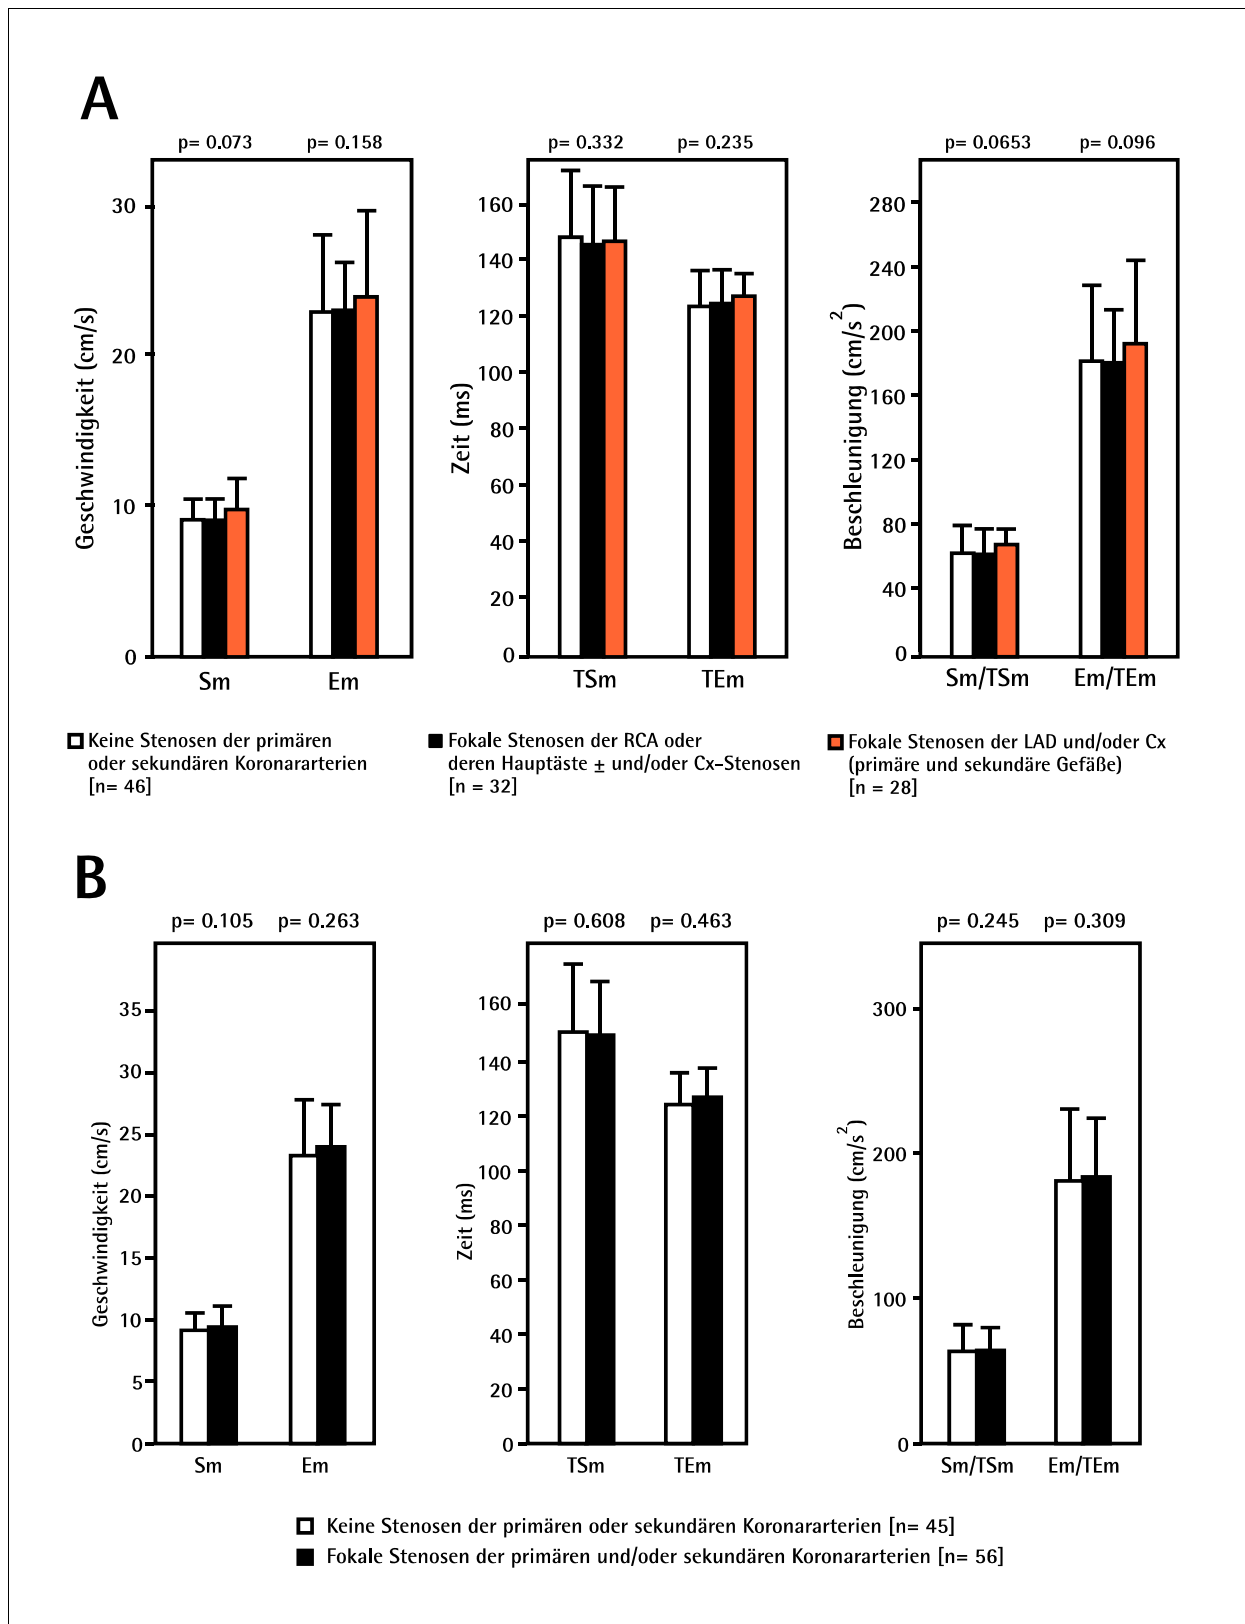 A
p= 0.073 p= 0.158
30
20
10
0
Geschwindigkeit (cm/s)
Sm Em
p= 0.332 p= 0.235
160
140
120
100
80
60
40
20
0
Zeit (ms)
TSm TEm
p= 0.0653 p= 0.096
280
240
200
160
120
80
40
0
Beschleunigung (cm/s²)
Sm/TSm Em/TEm
Keine Stenosen der primären
oder sekundären Koronararterien
[n= 46]
Fokale Stenosen der RCA oder
deren Hauptäste ± und/oder Cx-Stenosen
[n = 32]
Fokale Stenosen der LAD und/oder Cx
(primäre und sekundäre Gefäße)
[n = 28]
B
p= 0.105 p= 0.263
35
30
25
20
15
10
5
0
Geschwindigkeit (cm/s)
Sm Em
p= 0.608 p= 0.463
160
140
120
100
80
60
40
20
0
Zeit (ms)
TSm TEm
p= 0.245 p= 0.309
300
200
100
0
Beschleunigung (cm/s²)
Sm/TSm Em/TEm
Keine Stenosen der primären oder sekundären Koronararterien [n= 45]
Fokale Stenosen der primären und/oder sekundären Koronararterien [n= 56]